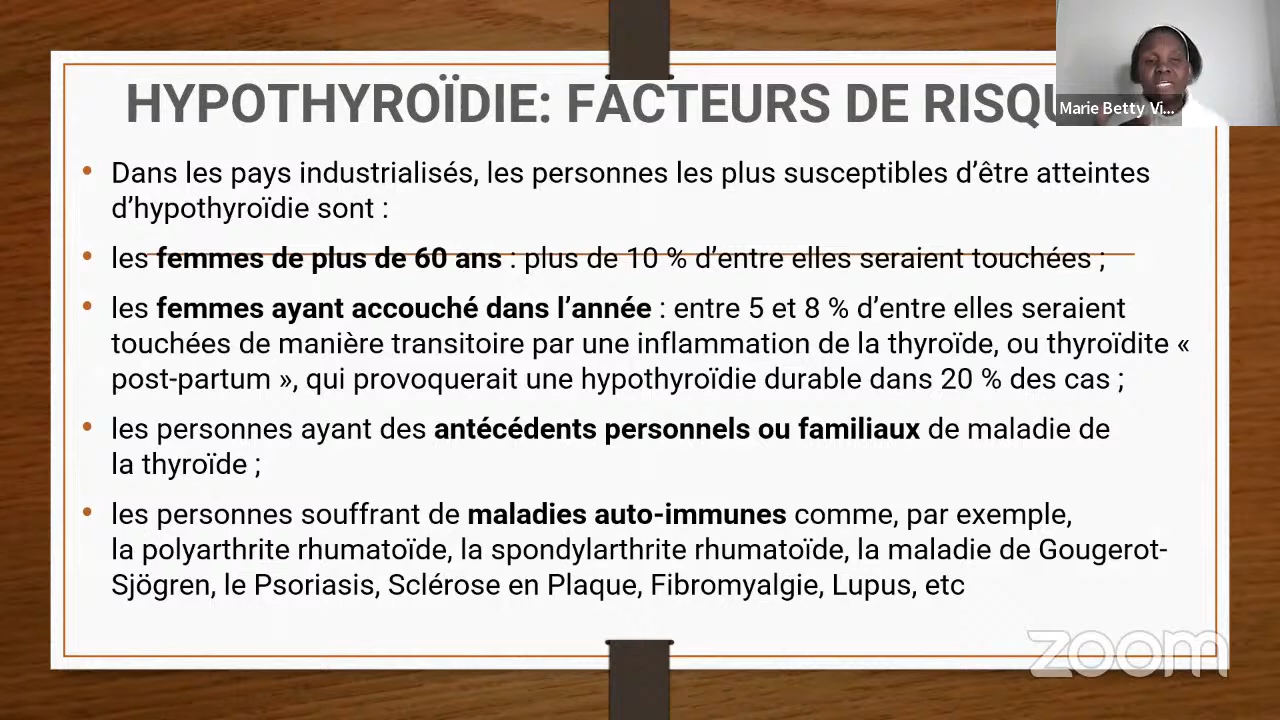 HYPOTHYROÏDIE: FACTEURS DE RISQU
Marie Betty Vi...
• Dans les pays industrialisés, les personnes les plus susceptibles d’être atteintes
d’hypothyroïdie sont :
• les femmes de plus de 60 ans : plus de 10 % d’entre elles seraient touchées ;
• les femmes ayant accouché dans l’année : entre 5 et 8 % d’entre elles seraient
touchées de manière transitoire par une inflammation de la thyroïde, ou thyroïdite «
post-partum », qui provoquerait une hypothyroïdie durable dans 20 % des cas ;
• les personnes ayant des antécédents personnels ou familiaux de maladie de
la thyroïde ;
• les personnes souffrant de maladies auto-immunes comme, par exemple,
la polyarthrite rhumatoïde, la spondylarthrite rhumatoïde, la maladie de Gougerot-
Sjögren, le Psoriasis, Sclérose en Plaque, Fibromyalgie, Lupus, etc
zoom